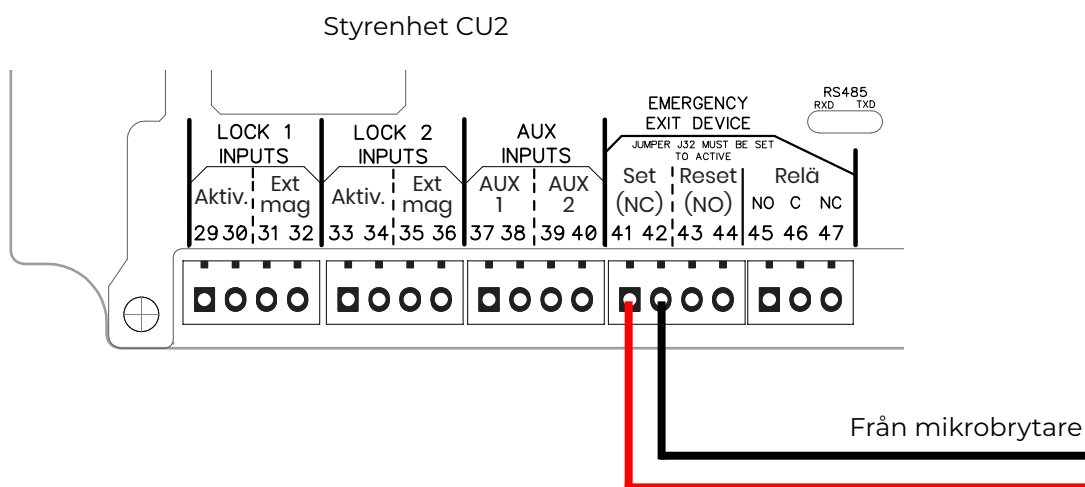 Styrenhet CU2
RS485
RXD TXD
EMERGENCY
EXIT DEVICE
JUMPER J32 MUST BE SET
TO ACTIVE
LOCK 1
INPUTS
LOCK 2
INPUTS
AUX
INPUTS
Aktiv.
Ext
mag
Aktiv.
Ext
mag
AUX
1
AUX
2
Set
(NC)
Reset
(NO)
Relä
NO C NC
29 30 31 32 33 34 35 36 37 38 39 40 41 42 43 44 45 46 47
Från mikrobrytare